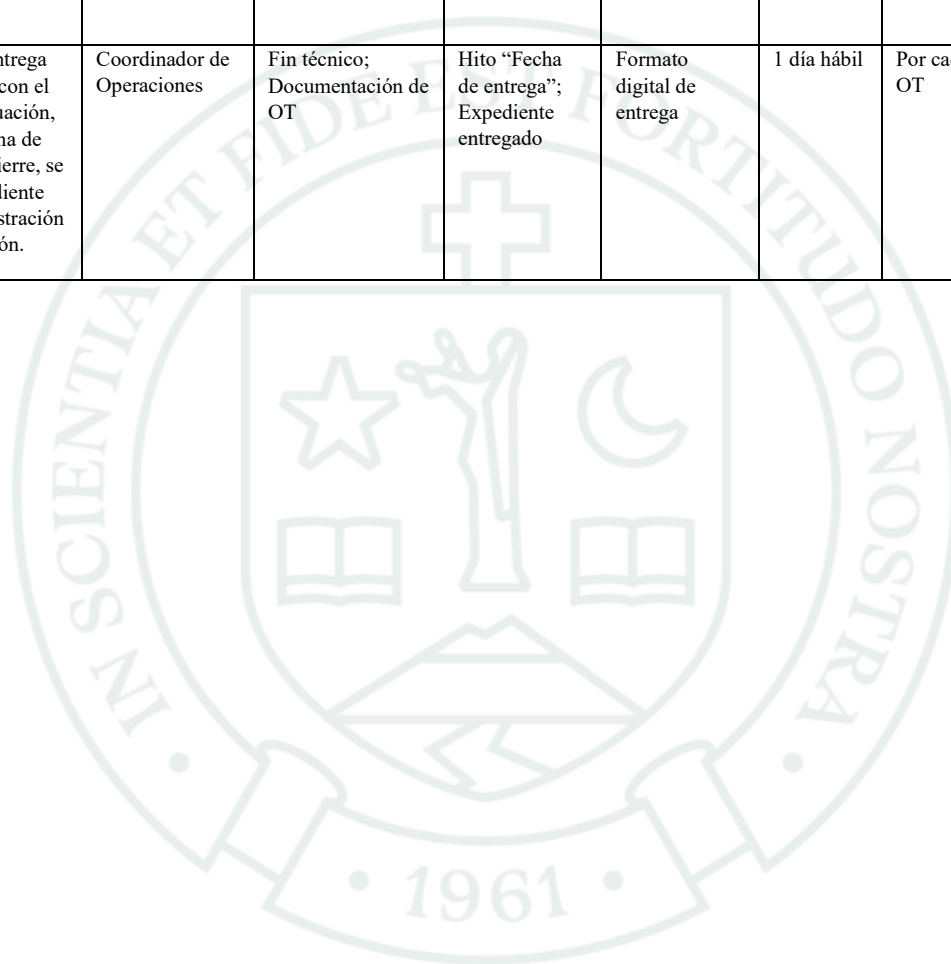 ntrega
con el
uación,
na de
ierre, se
diente
stración
ón.
Coordinador de
Operaciones
Fin técnico;
Documentación de
OT
Hito “Fecha
de entrega”;
Expediente
entregado
Formato
digital de
entrega
1 día hábil
Por ca
OT
IN SCIENTIA ET FIDE EST FORTITUDO NOSTRA
• 1961 •